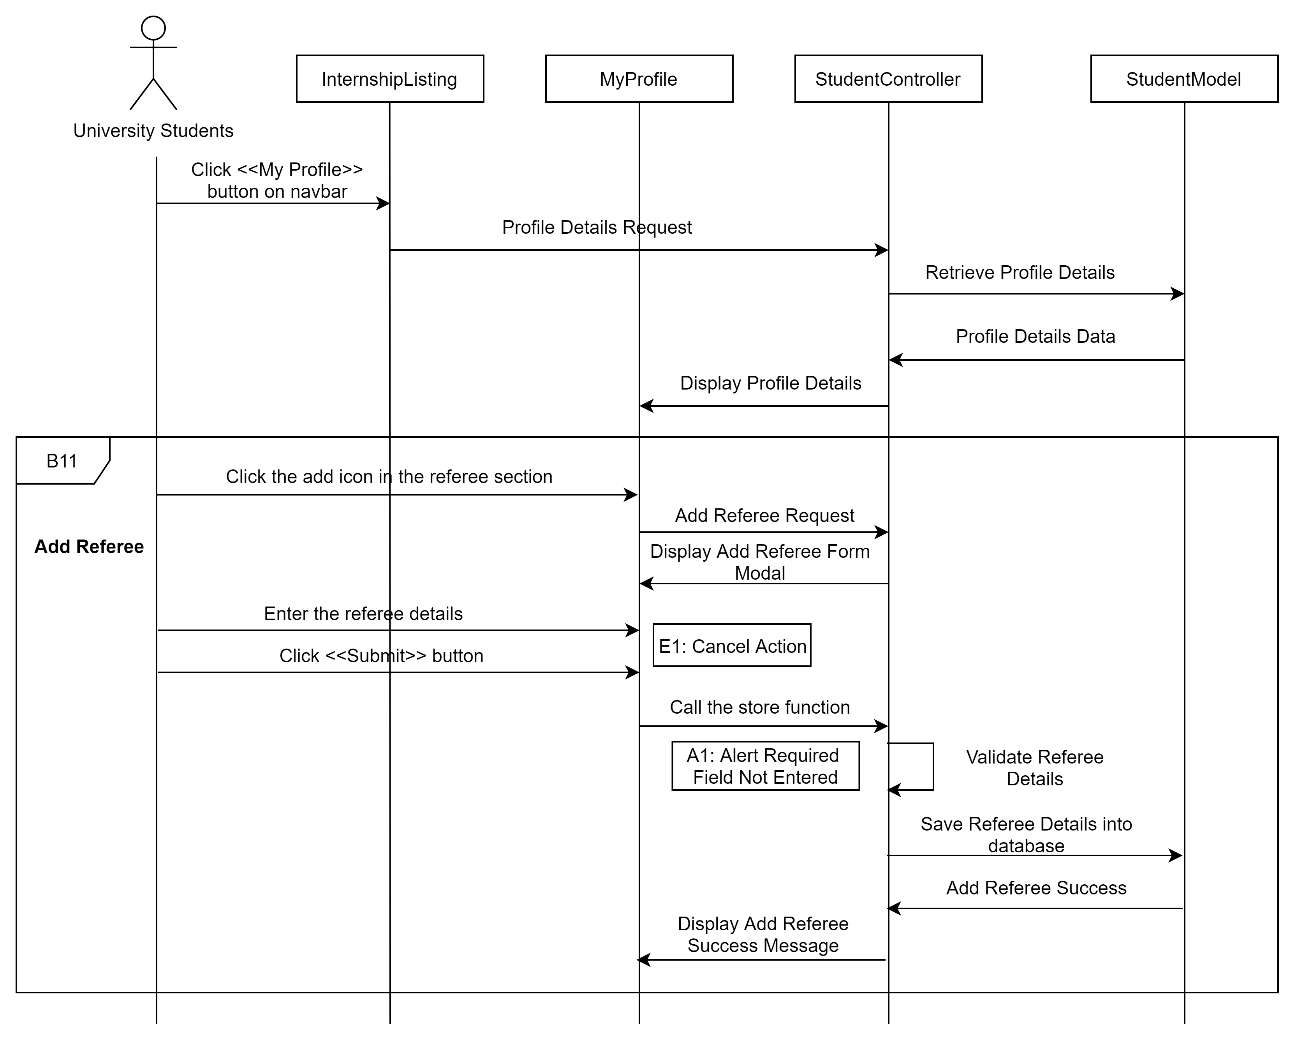 University Students
InternshipListing
MyProfile
StudentController
StudentModel
Click <<My Profile>>
button on navbar
Profile Details Request
Retrieve Profile Details
Profile Details Data
Display Profile Details
B11
Click the add icon in the referee section
Add Referee Request
Add Referee
Display Add Referee Form
Modal
Enter the referee details
E1: Cancel Action
Click <<Submit>> button
Call the store function
A1: Alert Required
Field Not Entered
Validate Referee
Details
Save Referee Details into
database
Add Referee Success
Display Add Referee
Success Message